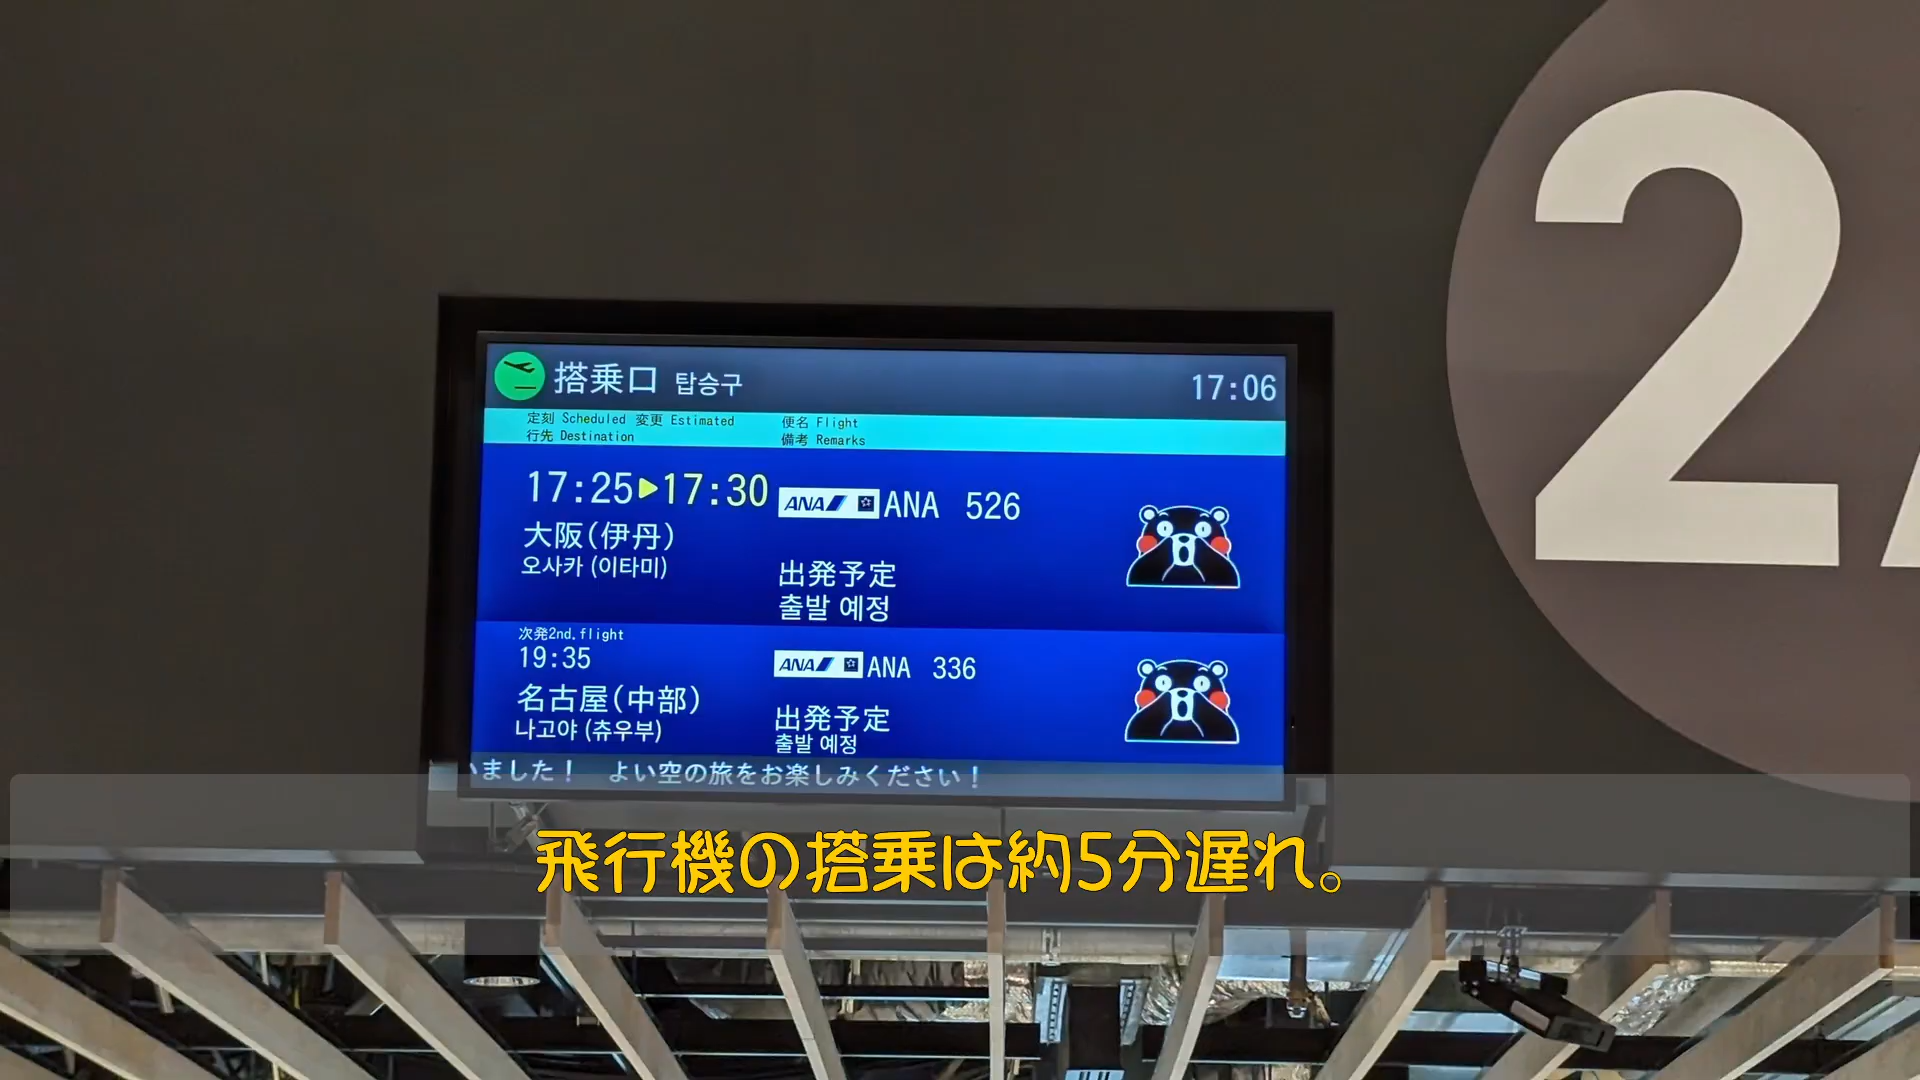 2
搭乗口 탑승구 17:06
定刻 Scheduled 変更 Estimated 便名 Flight
行先 Destination 備考 Remarks
17:25▶17:30 ANA ANA 526
大阪(伊丹)
오사카 (이타미)
出発予定
출발 예정
次発2nd.flight
19:35 ANA ANA 336
名古屋(中部)
나고야 (츄우부)
出発予定
출발 예정
いました! よい空の旅をお楽しみください!
飛行機の搭乗は約5分遅れ。